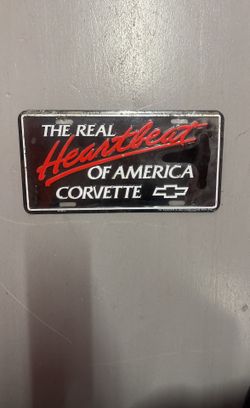 THE REAL
Heartbeat
OF AMERICA
CORVETTE